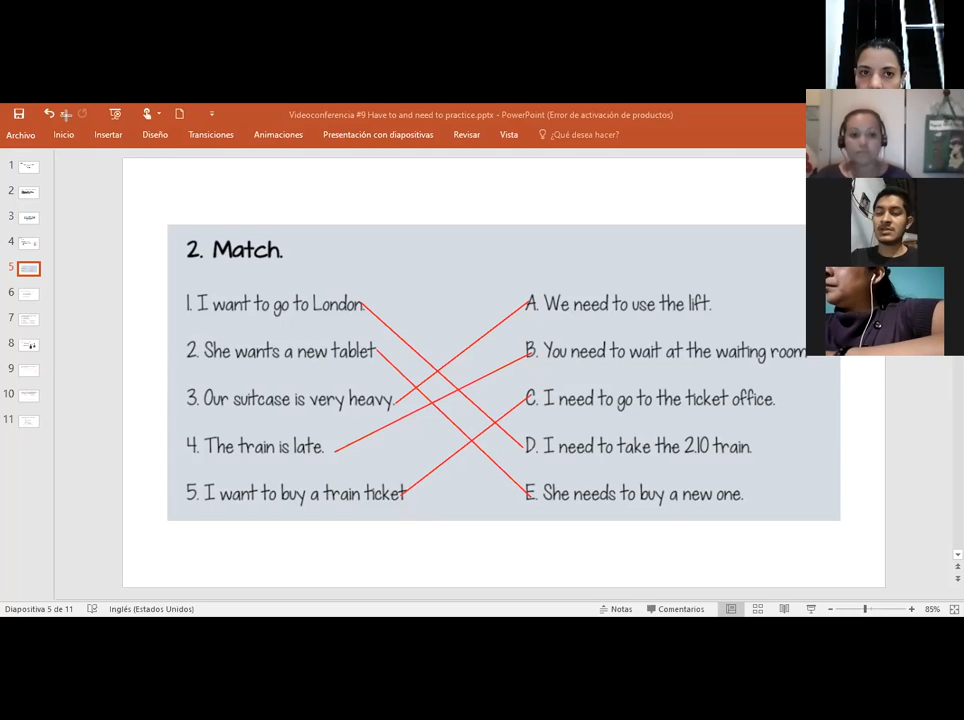 Videoconferencia #9 Have to and need to practice.pptx - PowerPoint (Error de activación de productos)
Archivo Inicio Insertar Diseño Transiciones Animaciones Presentación con diapositivas Revisar Vista ¿Qué desea hacer?
1
2
3
4
5
6
7
8
9
10
11
2. Match.
1. I want to go to London. A. We need to use the lift.
2. She wants a new tablet B. You need to wait at the waiting room
3. Our suitcase is very heavy. C. I need to go to the ticket office.
4. The train is late. D. I need to take the 2.10 train.
5. I want to buy a train ticket E. She needs to buy a new one.
Diapositiva 5 de 11 Inglés (Estados Unidos) Notas Comentarios 85%